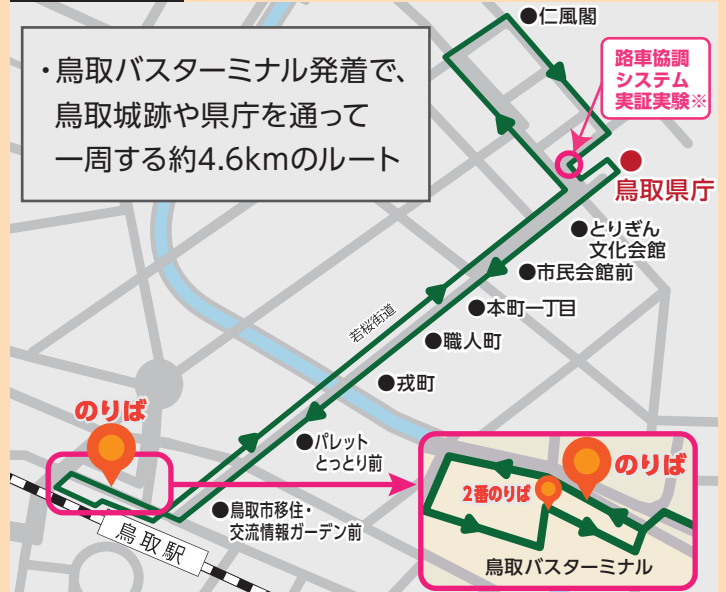 ・鳥取バスターミナル発着で、
鳥取城跡や県庁を通って
一周する約4.6kmのルート
●仁風閣
路車協調
システム
実証実験※
鳥取県庁
●とりぎん
文化会館
●市民会館前
●本町一丁目
若桜街道
●職人町
●戎町
のりば
●パレット
とっとり前
●鳥取市移住・
交流情報ガーデン前
鳥取駅
のりば
2番のりば
鳥取バスターミナル